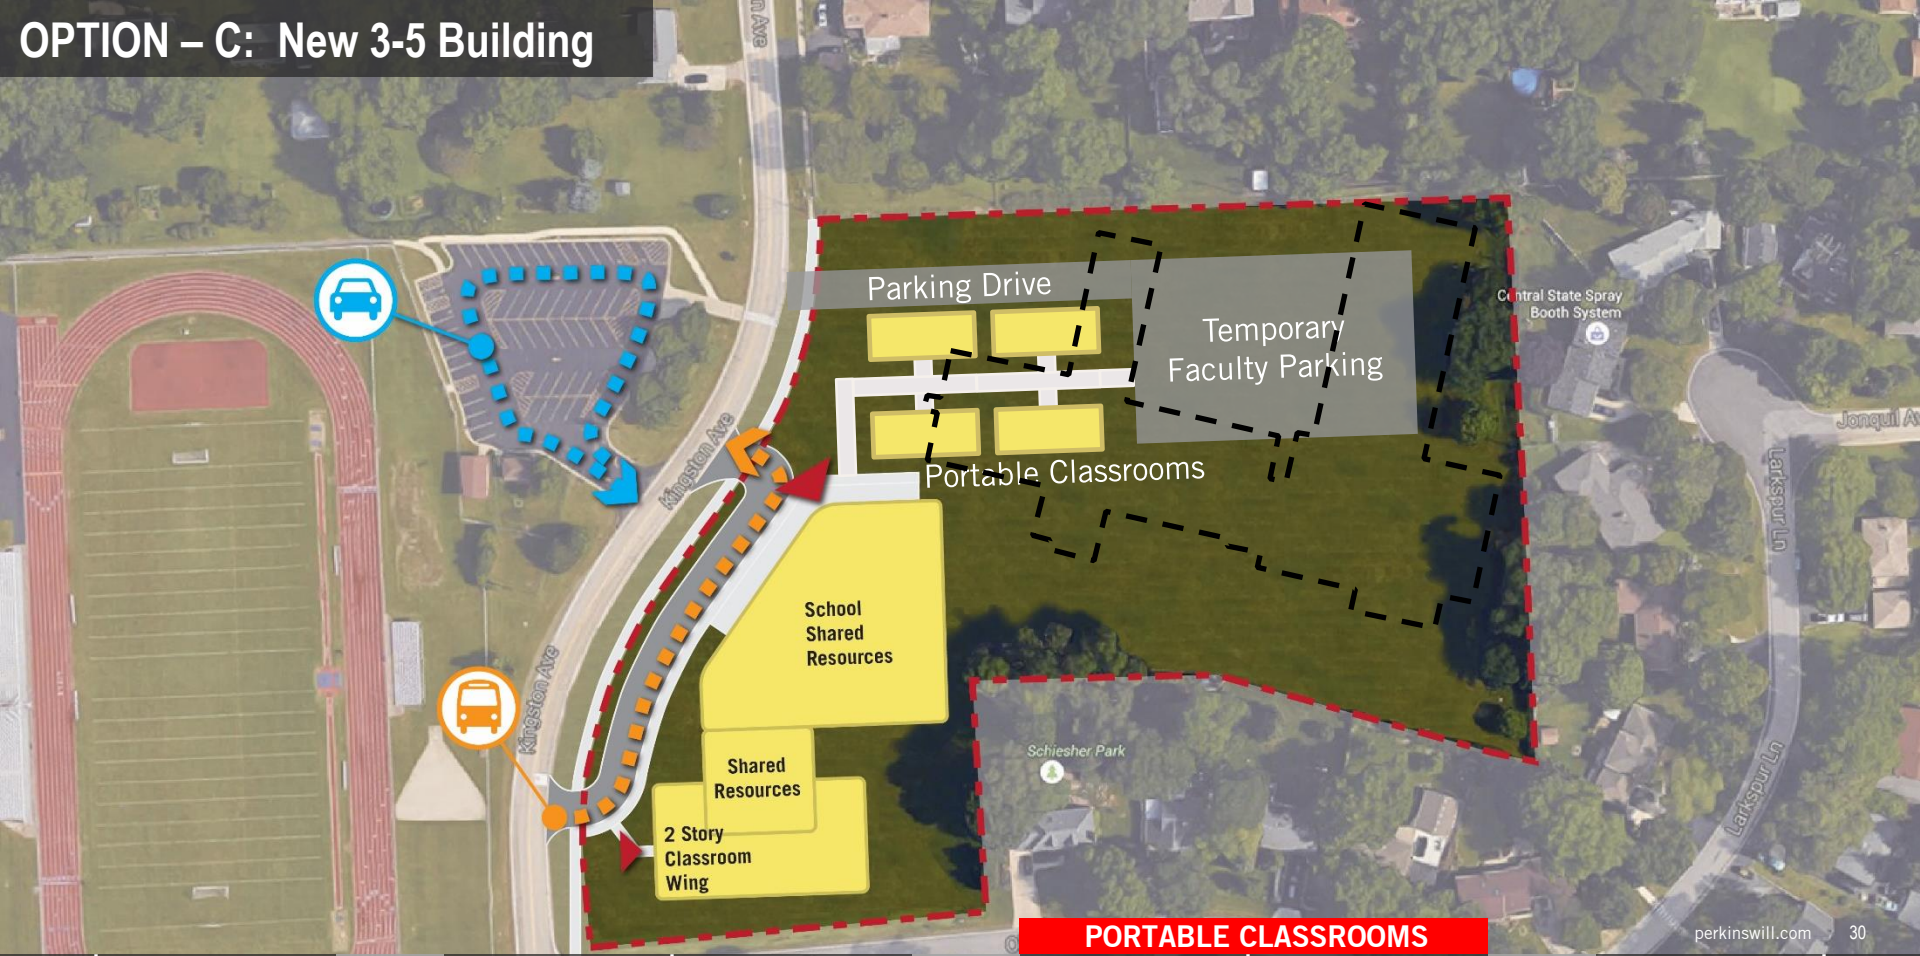 OPTION – C:  New 3-5 Building
n Ave
Parking Drive
Temporary
Faculty Parking
Central State Spray
Booth System
Portable Classrooms
Kingston Ave
Jonquil Av
Larkspur Ln
School
Shared
Resources
Kingston Ave
Schiesher Park
Shared
Resources
2 Story
Classroom
Wing
Larkspur Ln
PORTABLE CLASSROOMS
perkinswill.com 30